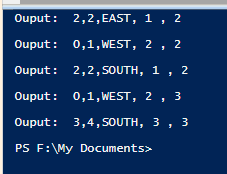 Ouput:  2,2,EAST, 1 , 2
Ouput:  0,1,WEST, 2 , 2
Ouput:  2,2,SOUTH, 1 , 2
Ouput:  0,1,WEST, 2 , 3
Ouput:  3,4,SOUTH, 3 , 3
PS F:\My Documents>